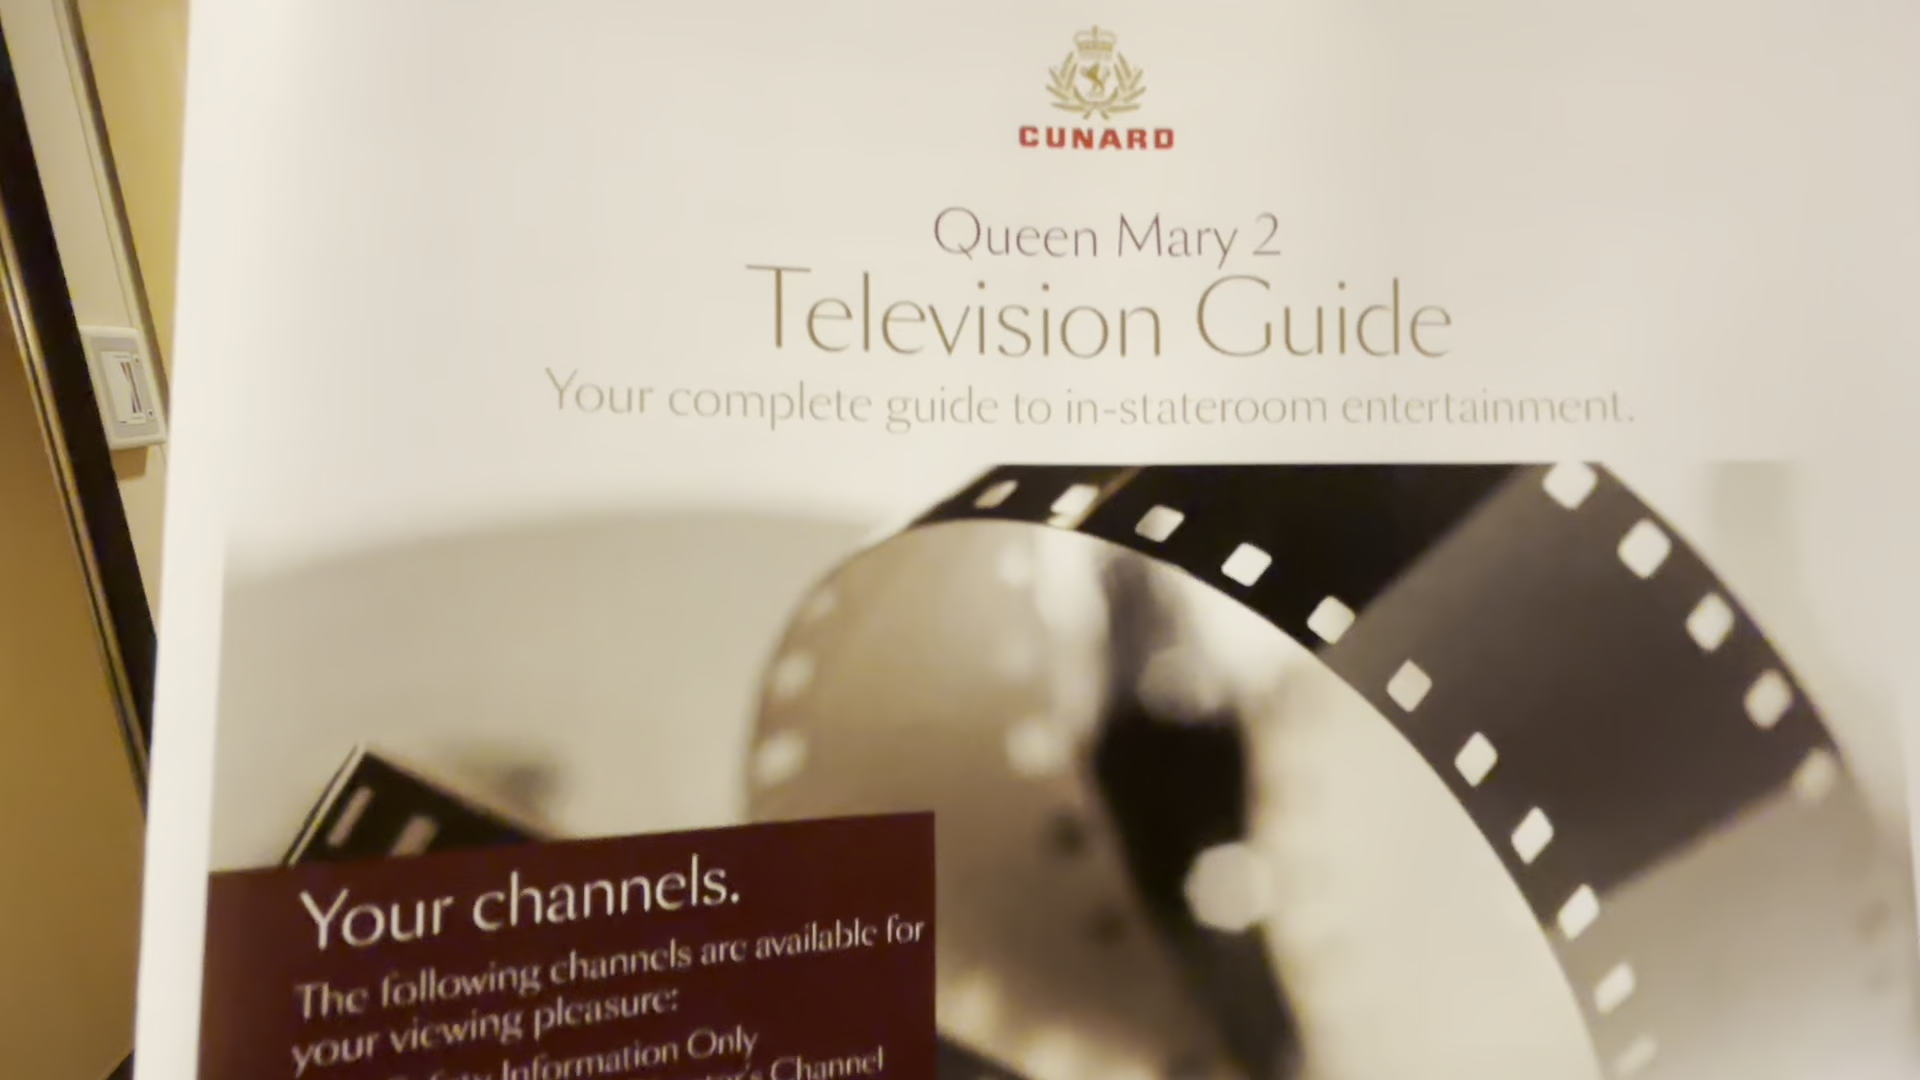 CUNARD
Queen Mary 2
Television Guide
Your complete guide to in-stateroom entertainment.
Your channels.
The following channels are available for
your viewing pleasure:
Information Only
Channel